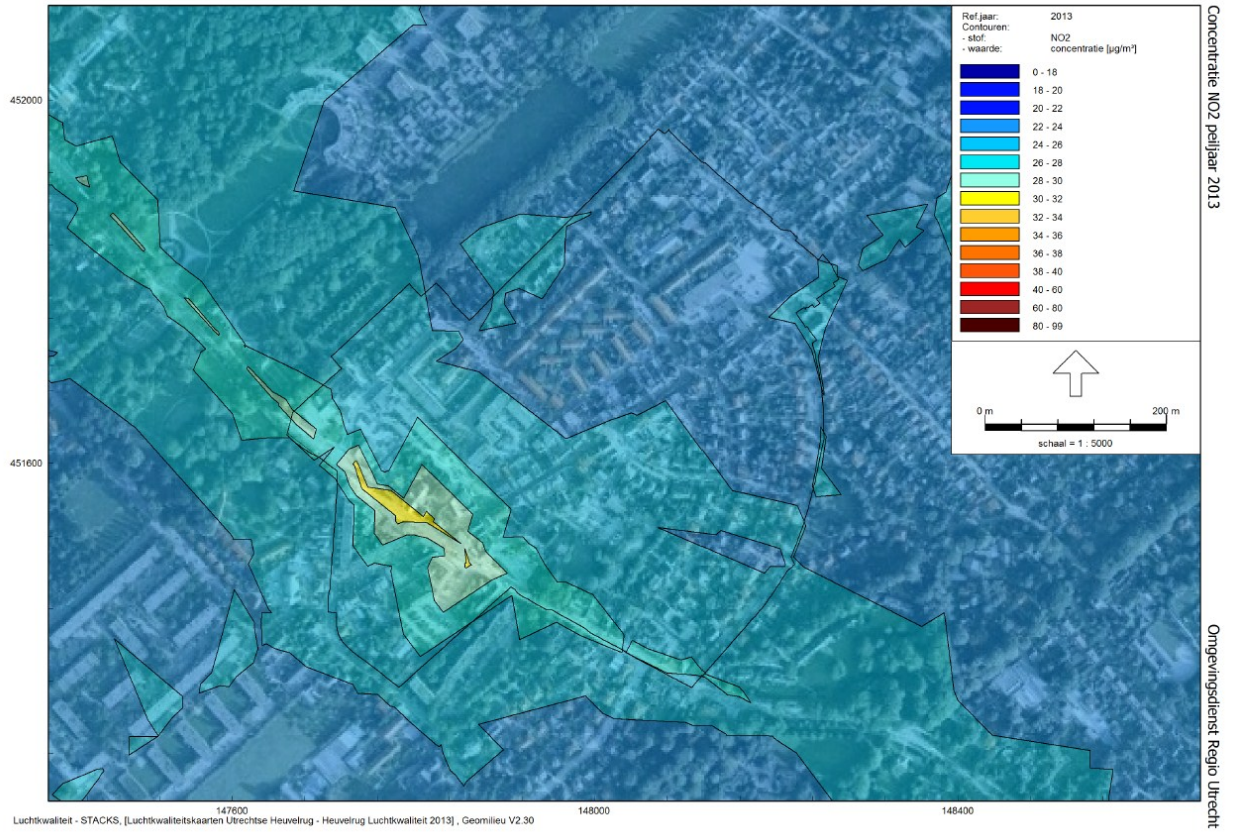 Ref.jaar: 2013
Contouren:
- stof: NO2
- waarde: concentratie [µg/m³]
0 - 18
18 - 20
20 - 22
22 - 24
24 - 26
26 - 28
28 - 30
30 - 32
32 - 34
34 - 36
36 - 38
38 - 40
40 - 60
60 - 80
80 - 99
0 m 200 m
schaal = 1 : 5000
Concentratie NO2 peiljaar 2013
Omgevingsdienst Regio Utrecht
452000
451600
147600 148000 148400
Luchtkwaliteit - STACKS, [Luchtkwaliteitskaarten Utrechtse Heuvelrug - Heuvelrug Luchtkwaliteit 2013] , Geomilieu V2.30